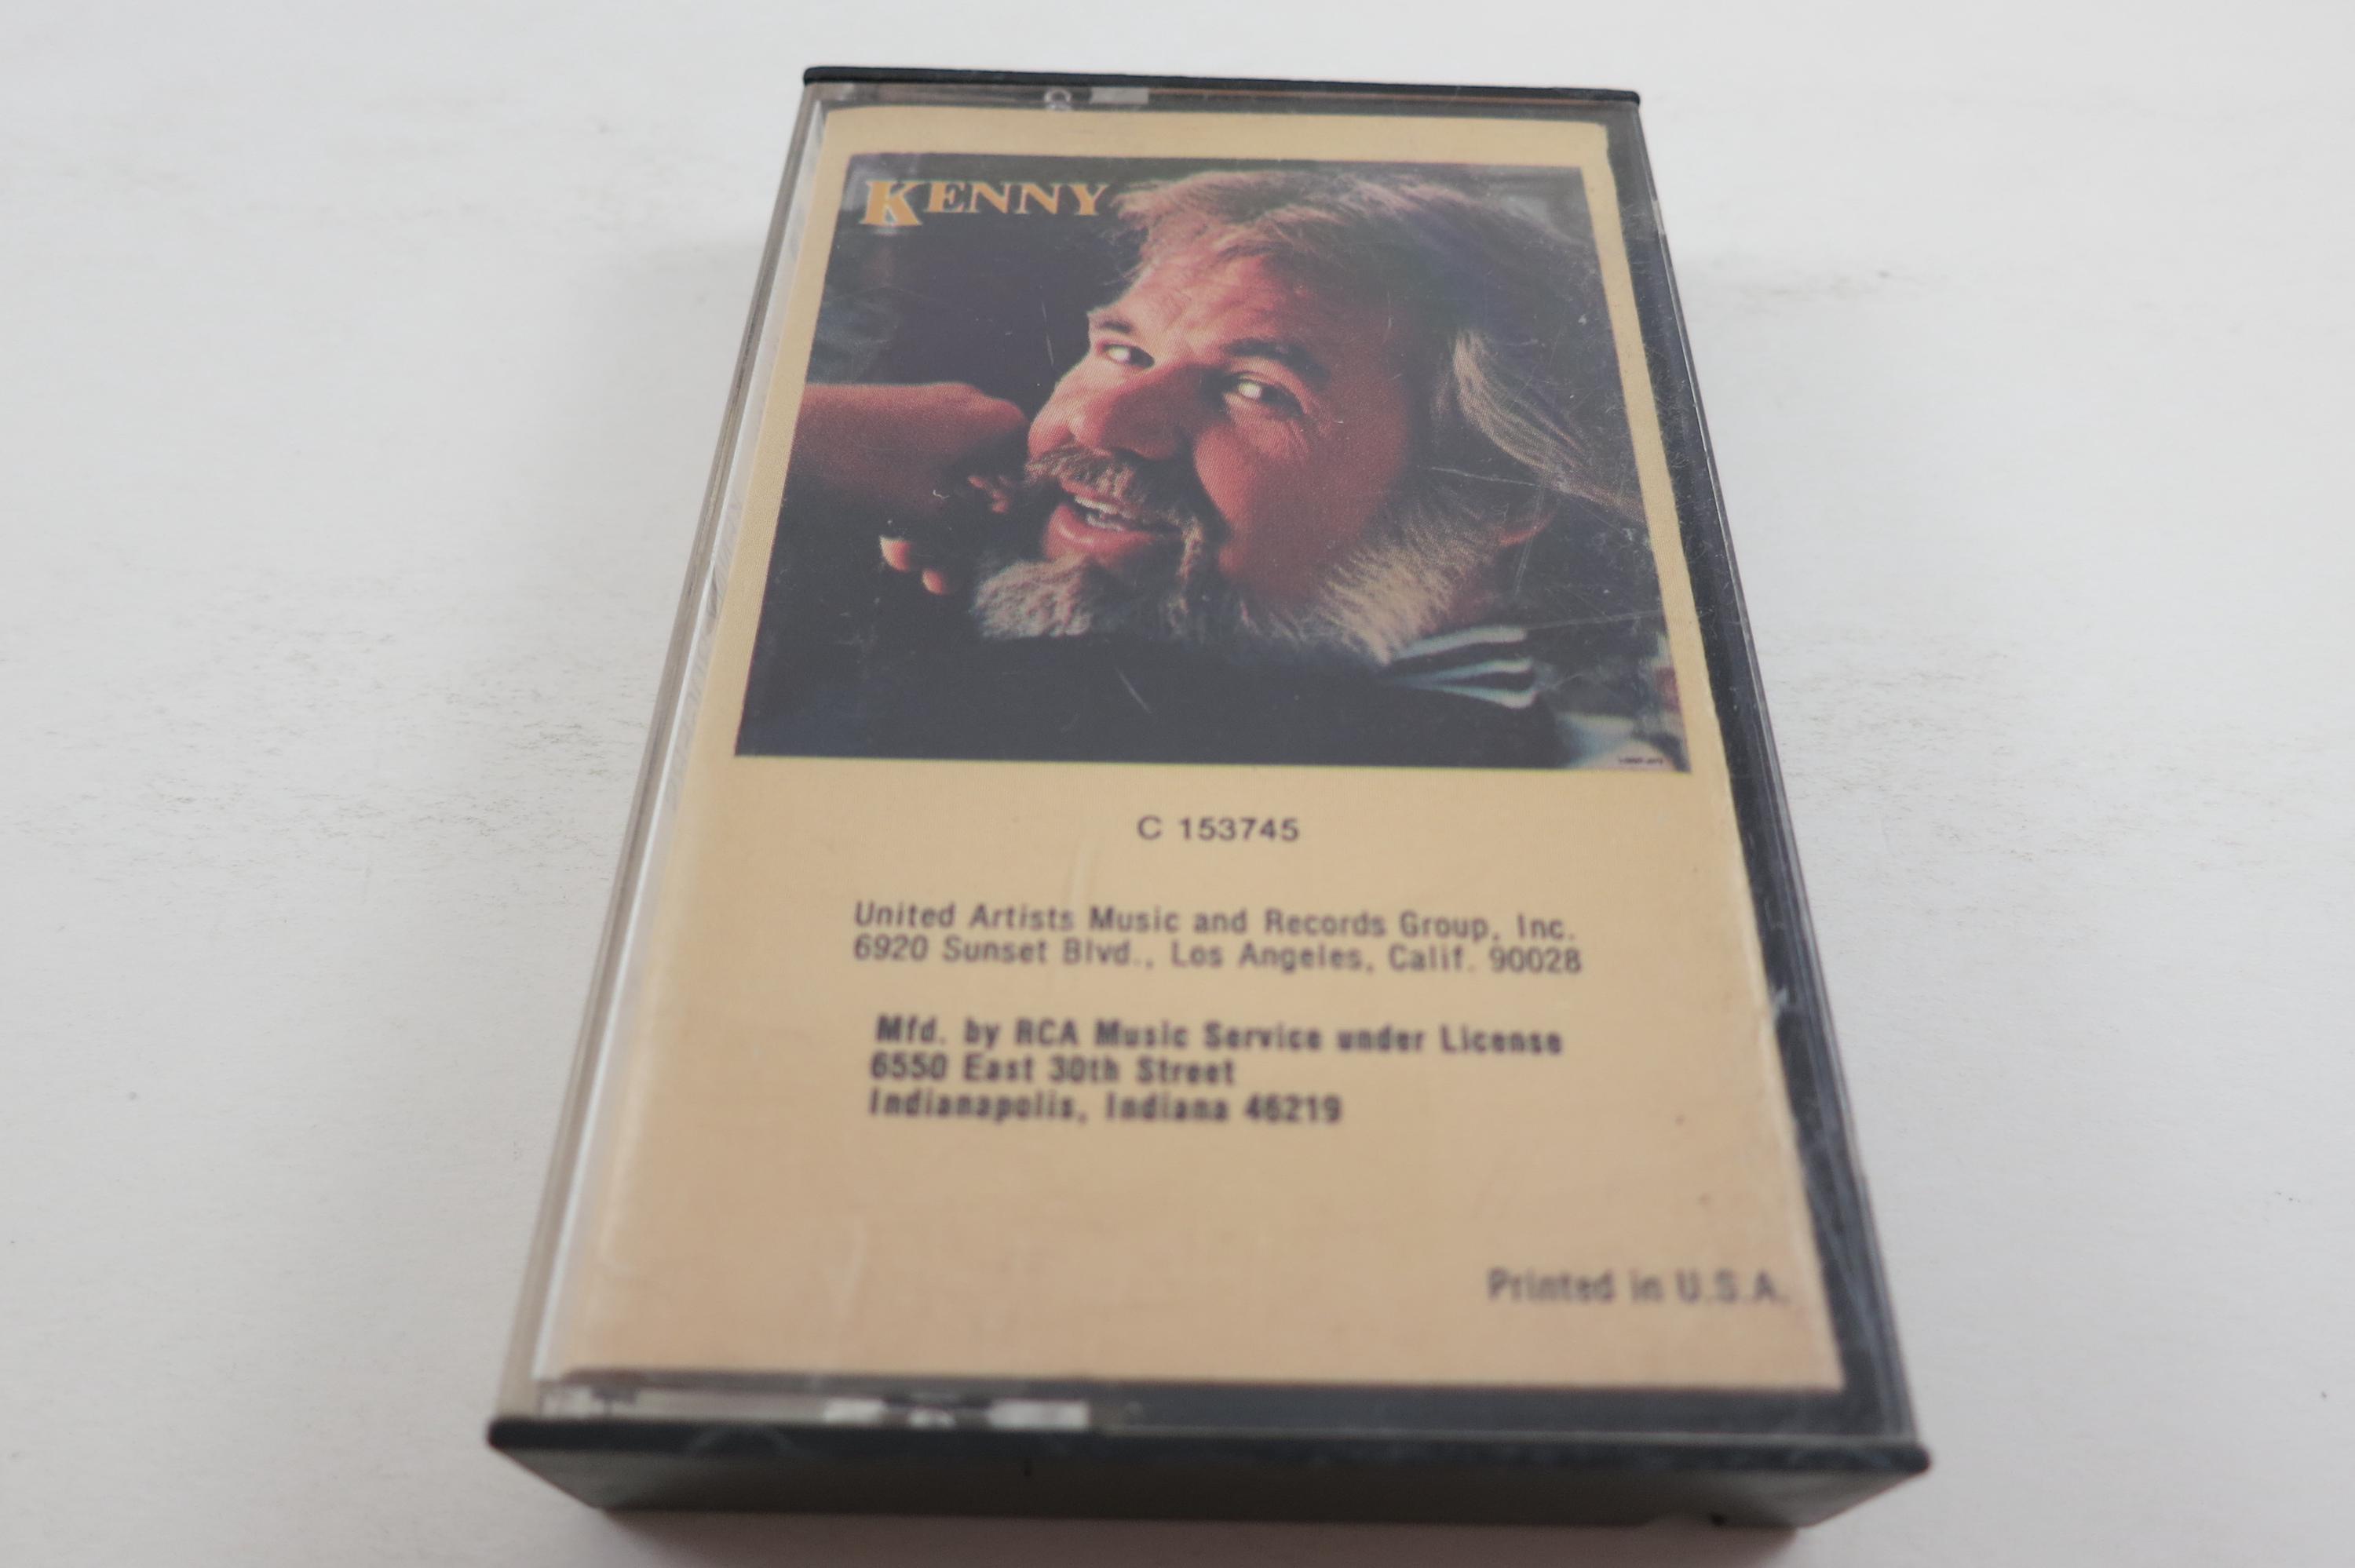 KENNY
C 153745
United Artists Music and Records Group, Inc.
6920 Sunset Blvd., Los Angeles, Calif. 90028
Mfd. by RCA Music Service under License
6550 East 30th Street
Indianapolis, Indiana 46219
Printed in U.S.A.